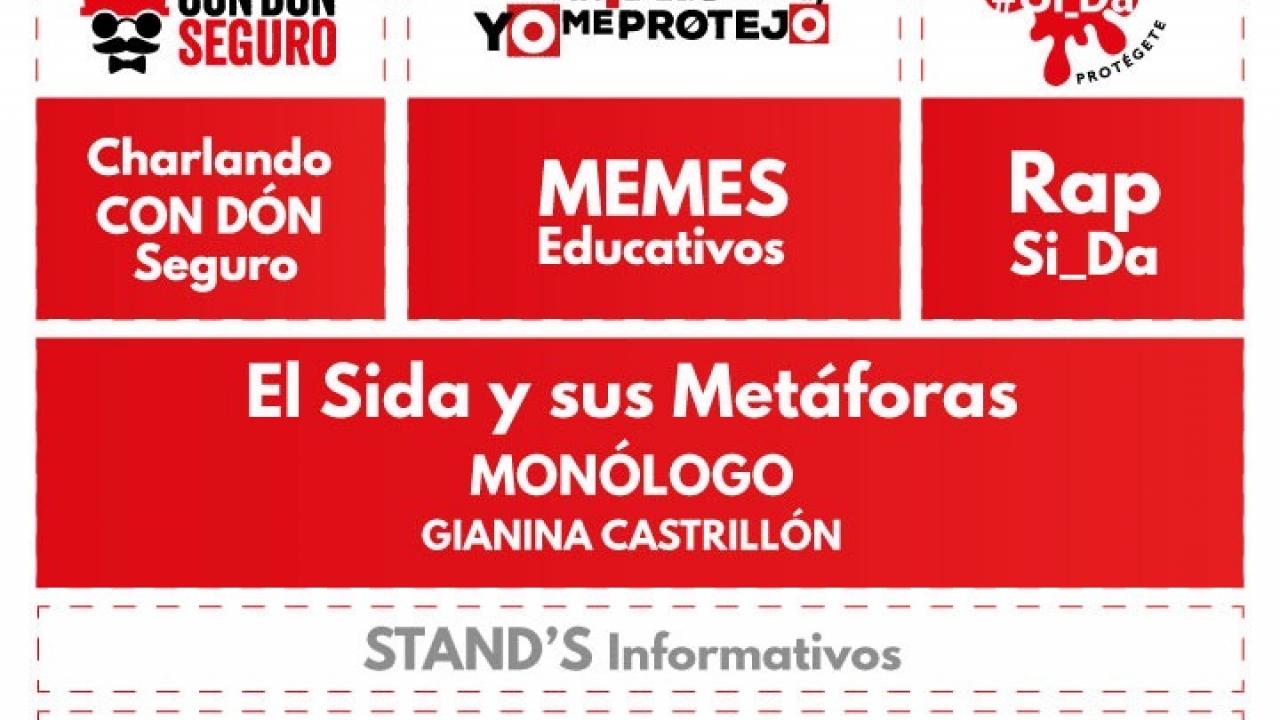 CON DON
SEGURO
YO ME PROTEJO
#Si_Da
PROTÉGETE
Charlando
CON DÓN
Seguro
MEMES
Educativos
Rap
Si_Da
El Sida y sus Metáforas
MONÓLOGO
GIANINA CASTRILLÓN
STAND'S Informativos